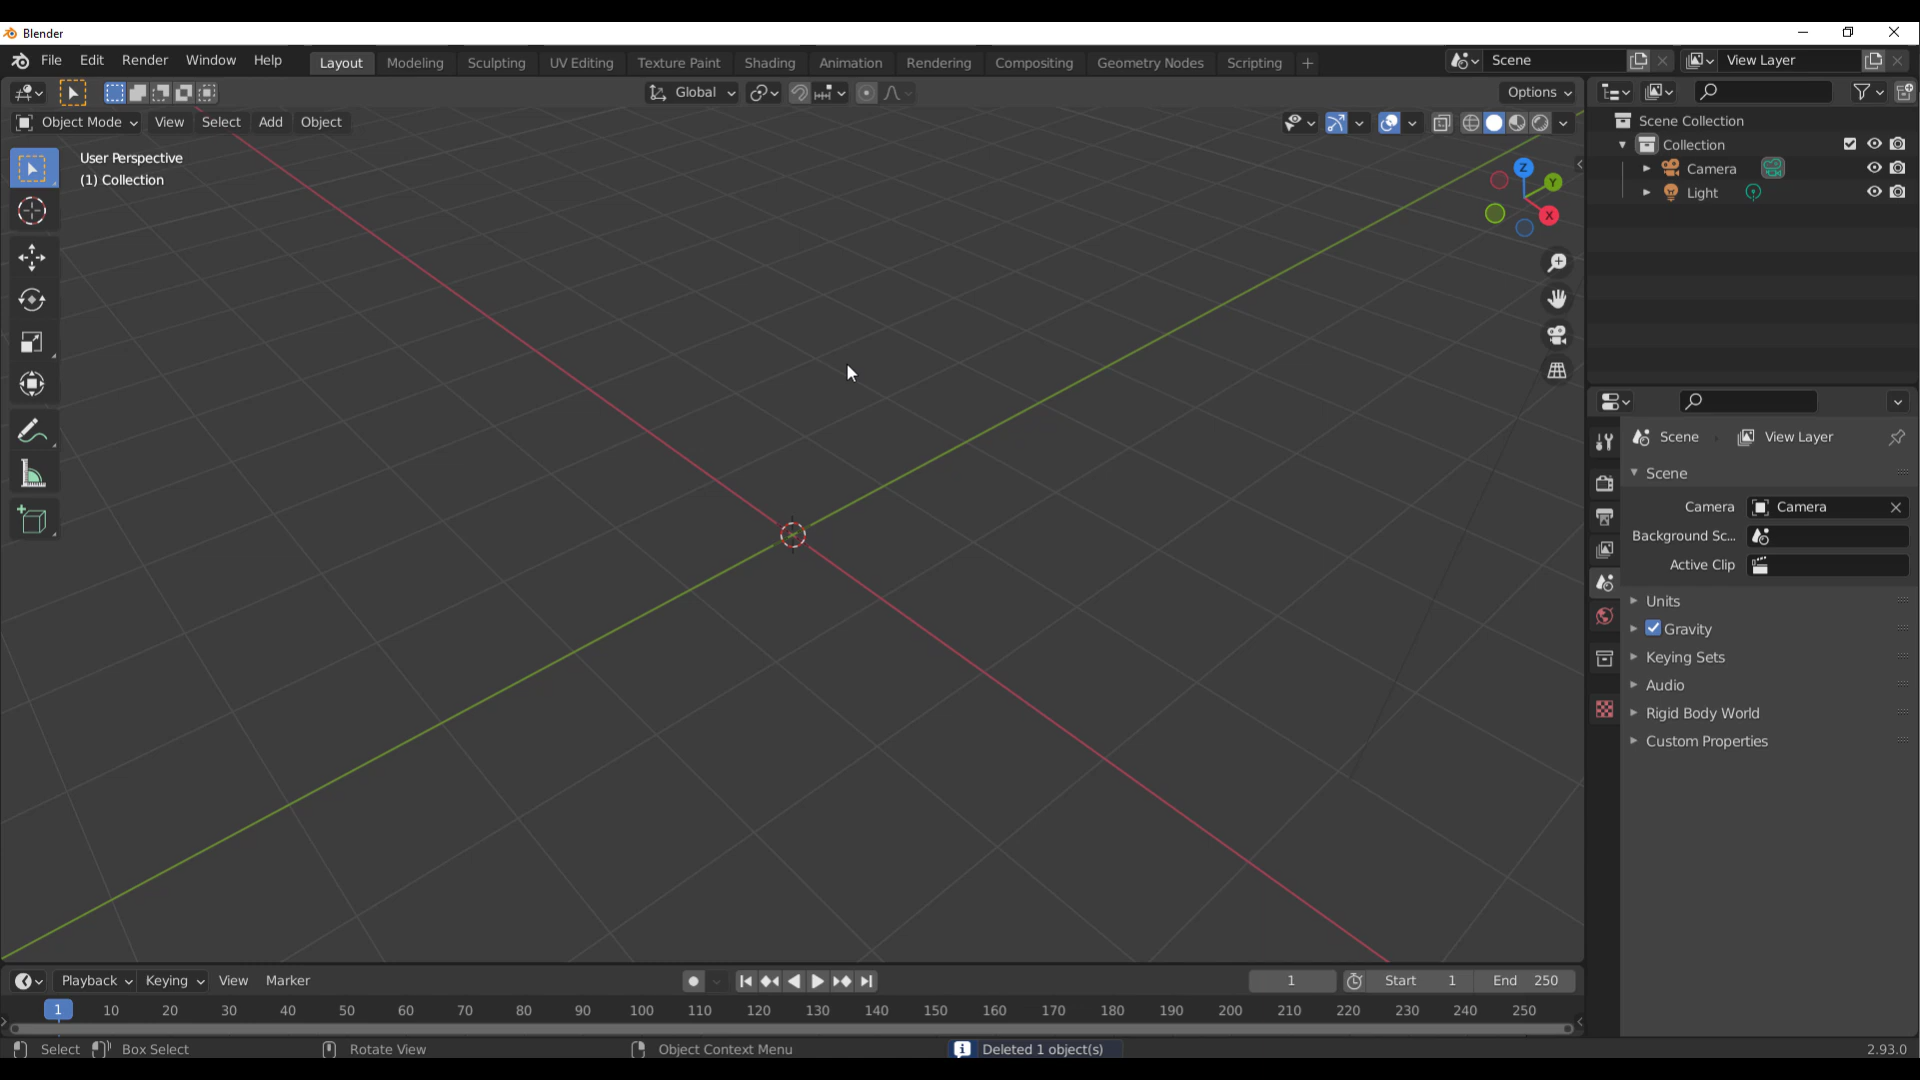 Blender
File Edit Render Window Help Layout Modeling Sculpting UV Editing Texture Paint Shading Animation Rendering Compositing Geometry Nodes Scripting + Scene View Layer
Global Options
Object Mode View Select Add Object
User Perspective
(1) Collection
Z
Y
X
Scene Collection
Collection
Camera
Light
Scene View Layer
Scene
Camera Camera
Background Sc...
Active Clip
Units
Gravity
Keying Sets
Audio
Rigid Body World
Custom Properties
Playback Keying View Marker 1 Start 1 End 250
1 10 20 30 40 50 60 70 80 90 100 110 120 130 140 150 160 170 180 190 200 210 220 230 240 250
Select Box Select Rotate View Object Context Menu Deleted 1 object(s) 2.93.0